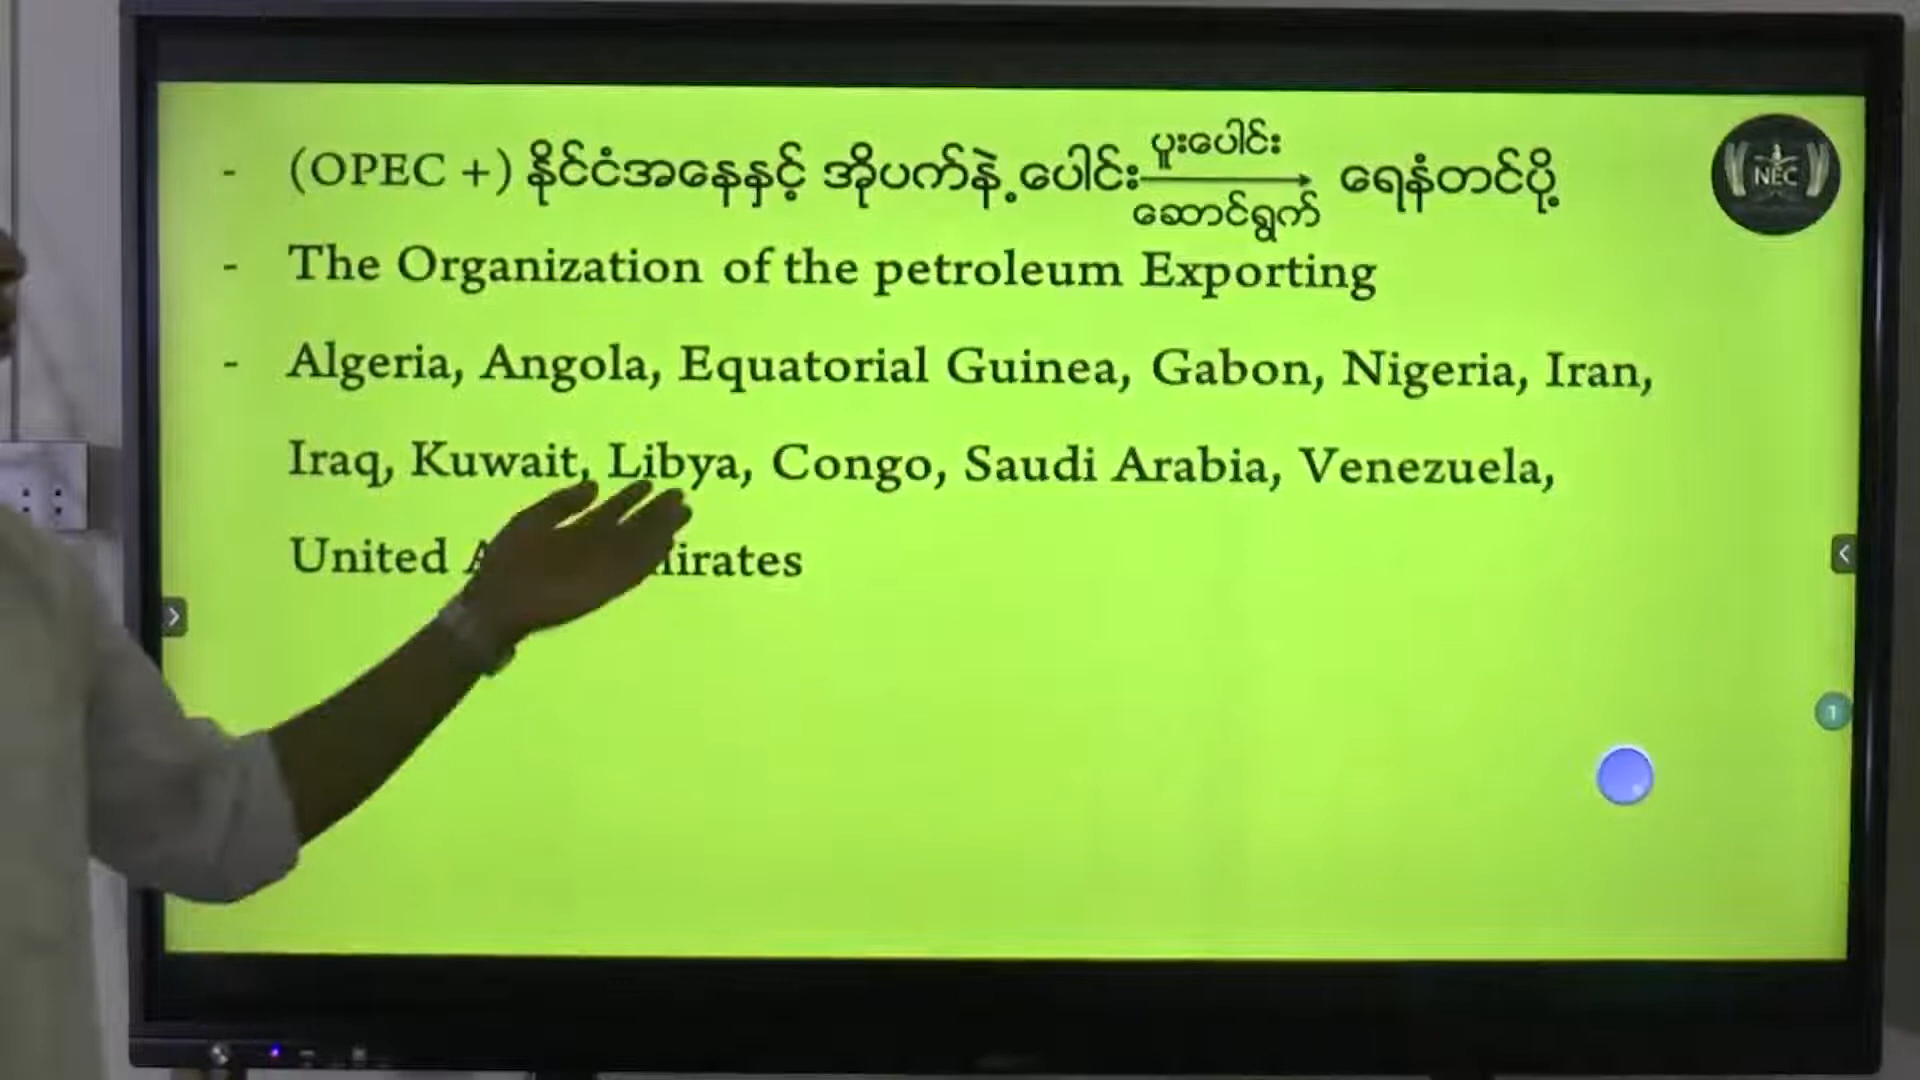 - (OPEC +) နိုင်ငံအနေနှင့် အိုပက်နဲ့ ပေါင်း ပူးပေါင်း ဆောင်ရွက် ရေနံတင်ပို့
- The Organization of the petroleum Exporting
- Algeria, Angola, Equatorial Guinea, Gabon, Nigeria, Iran,
Iraq, Kuwait, Libya, Congo, Saudi Arabia, Venezuela,
United irates
NEC
1